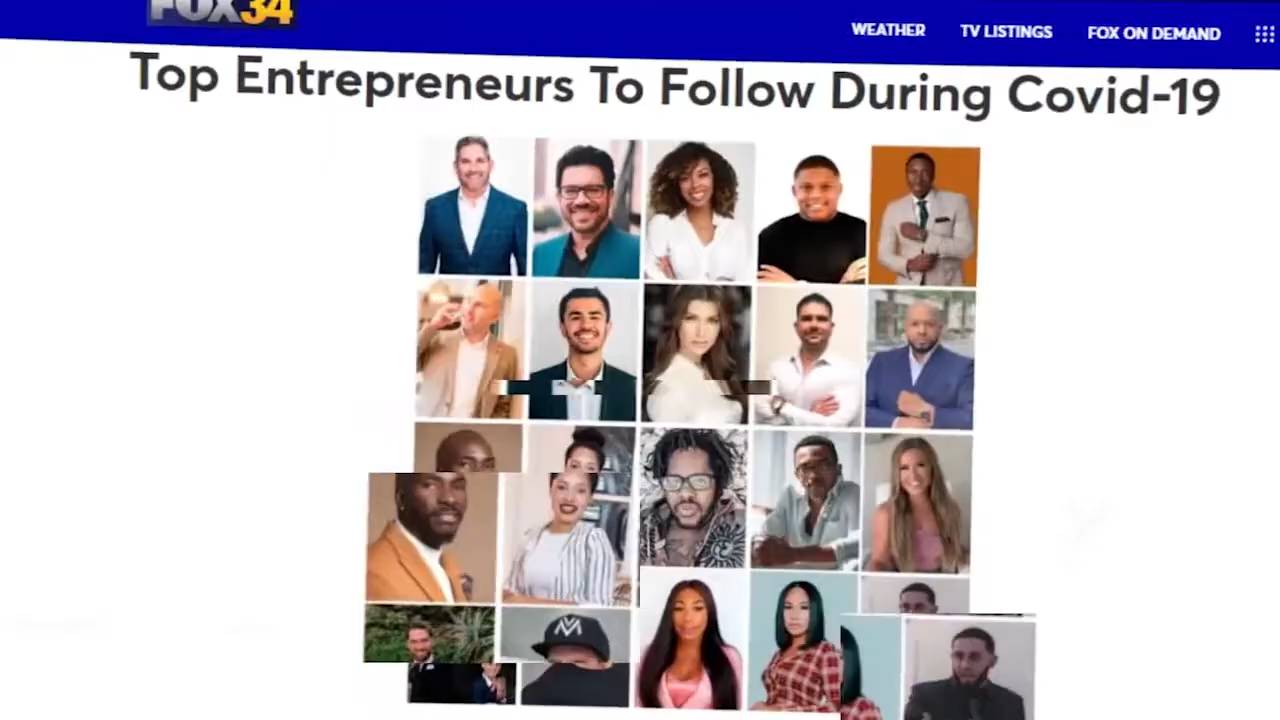 FOX34
WEATHER TV LISTINGS FOX ON DEMAND
Top Entrepreneurs To Follow During Covid-19